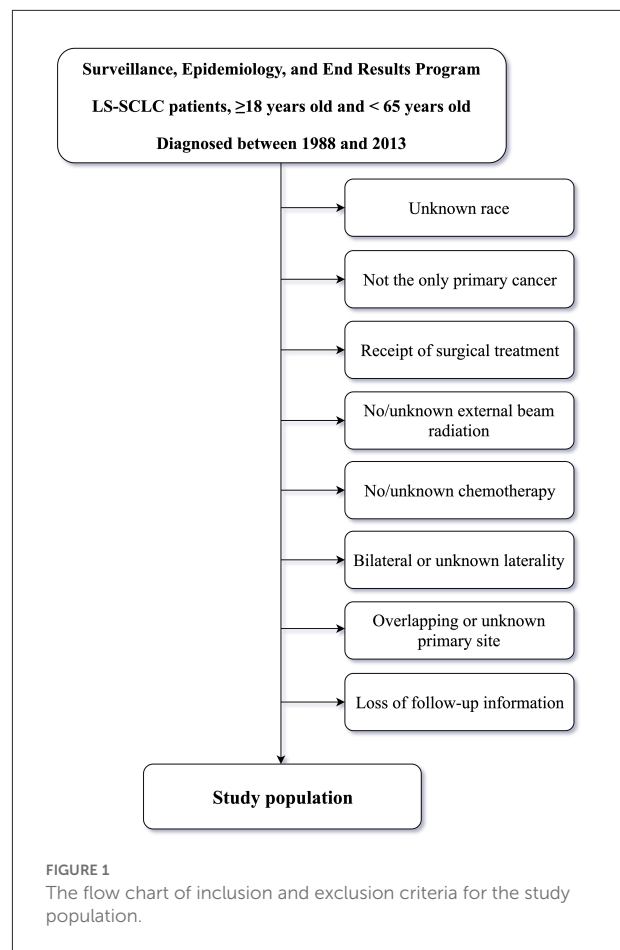 Surveillance, Epidemiology, and End Results Program
LS-SCLC patients, ≥18 years old and < 65 years old
Diagnosed between 1988 and 2013
Unknown race
Not the only primary cancer
Receipt of surgical treatment
No/unknown external beam
radiation
No/unknown chemotherapy
Bilateral or unknown laterality
Overlapping or unknown
primary site
Loss of follow-up information
Study population
FIGURE 1
The flow chart of inclusion and exclusion criteria for the study
population.